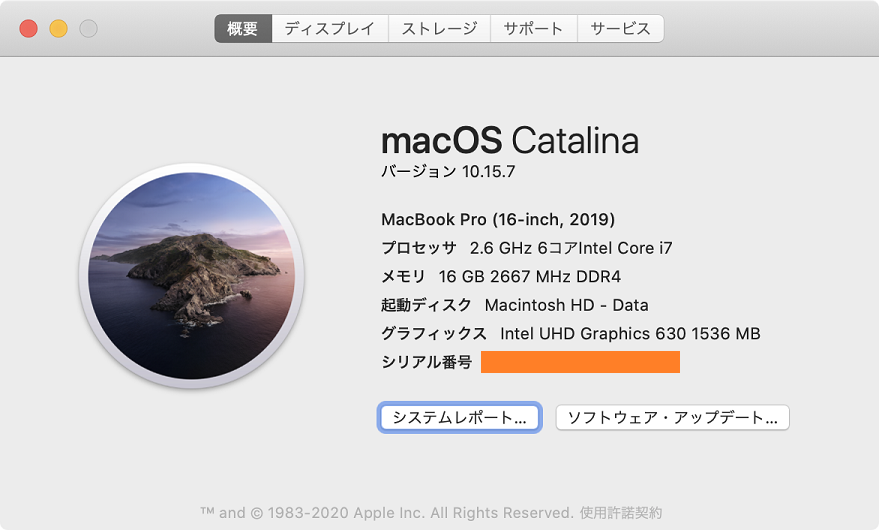 概要 ディスプレイ ストレージ サポート サービス
macOS Catalina
バージョン 10.15.7
MacBook Pro (16-inch, 2019)
プロセッサ 2.6 GHz 6コアIntel Core i7
メモリ 16 GB 2667 MHz DDR4
起動ディスク Macintosh HD - Data
グラフィックス Intel UHD Graphics 630 1536 MB
シリアル番号
システムレポート... ソフトウェア・アップデート...
™ and © 1983-2020 Apple Inc. All Rights Reserved. 使用許諾契約